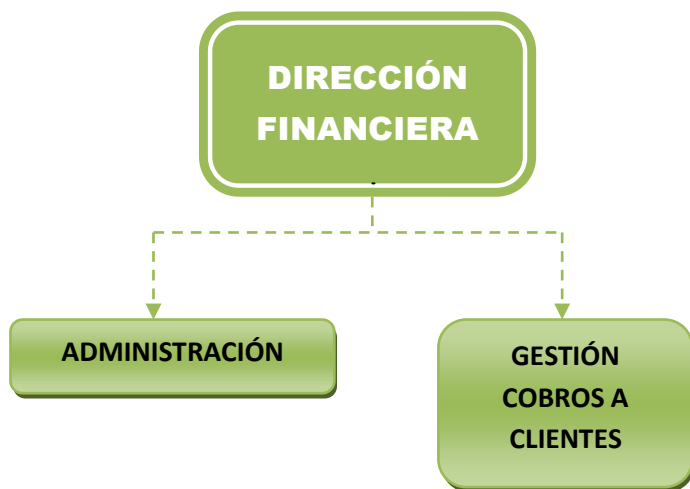 DIRECCIÓN
FINANCIERA
ADMINISTRACIÓN
GESTIÓN
COBROS A
CLIENTES